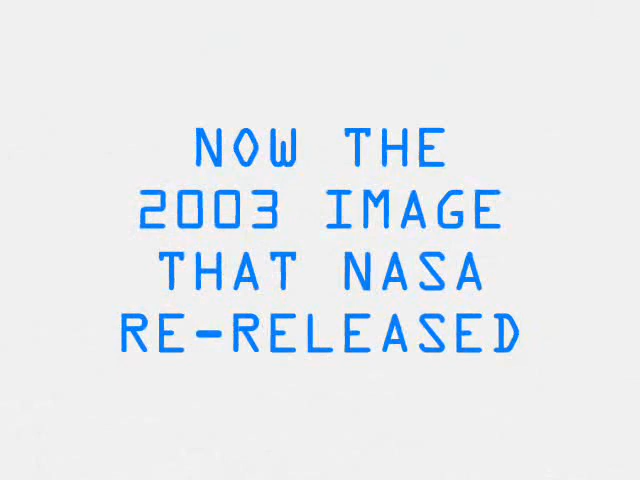 NOW THE
2003 IMAGE
THAT NASA
RE-RELEASED